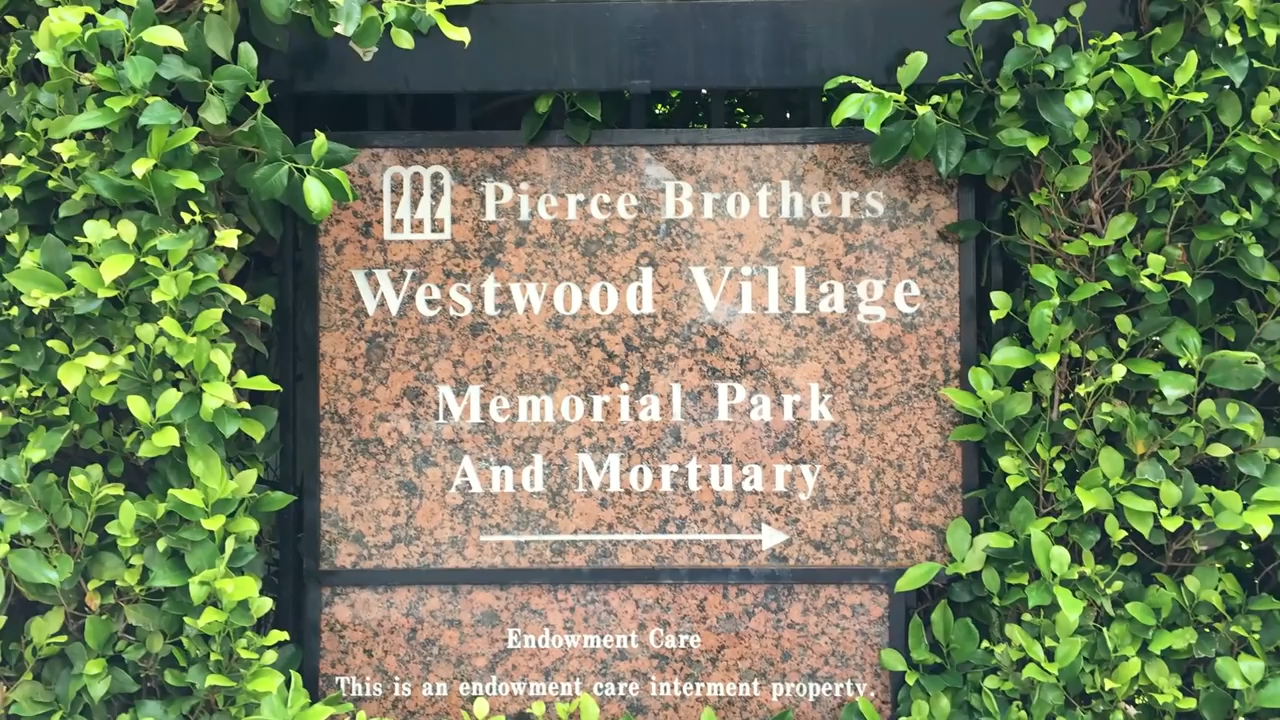 Pierce Brothers
Westwood Village
Memorial Park
And Mortuary
Endowment Care
This is an endowment care interment property.